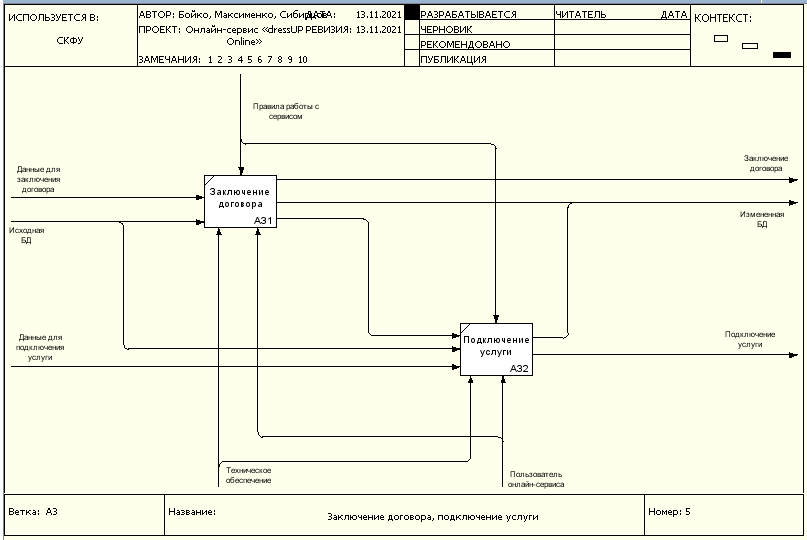 ИСПОЛЬЗУЕТСЯ В:
СКФУ
АВТОР: Бойко, Максименко,
ДАТА: 13.11.2021
ПРОЕКТ: Онлайн-сервис «dressUP
Online»
РЕВИЗИЯ: 13.11.2021
ЗАМЕЧАНИЯ: 1 2 3 4 5 6 7 8 9 10
РАЗРАБАТЫВАЕТСЯ
ЧЕРНОВИК
РЕКОМЕНДОВАНО
ПУБЛИКАЦИЯ
ЧИТАТЕЛЬ ДАТА
КОНТЕКСТ:
Правила работы с
сервисом
Данные для
заключения
договора
Исходная
БД
Заключение
договора
А31
Заключение
договора
Измененная
БД
Данные для
подключения
услуги
Подключение
услуги
А32
Подключение
услуги
Техническое
обеспечение
Пользователь
онлайн-сервиса
Ветка: А3
Название:
Заключение договора, подключение услуги
Номер: 5